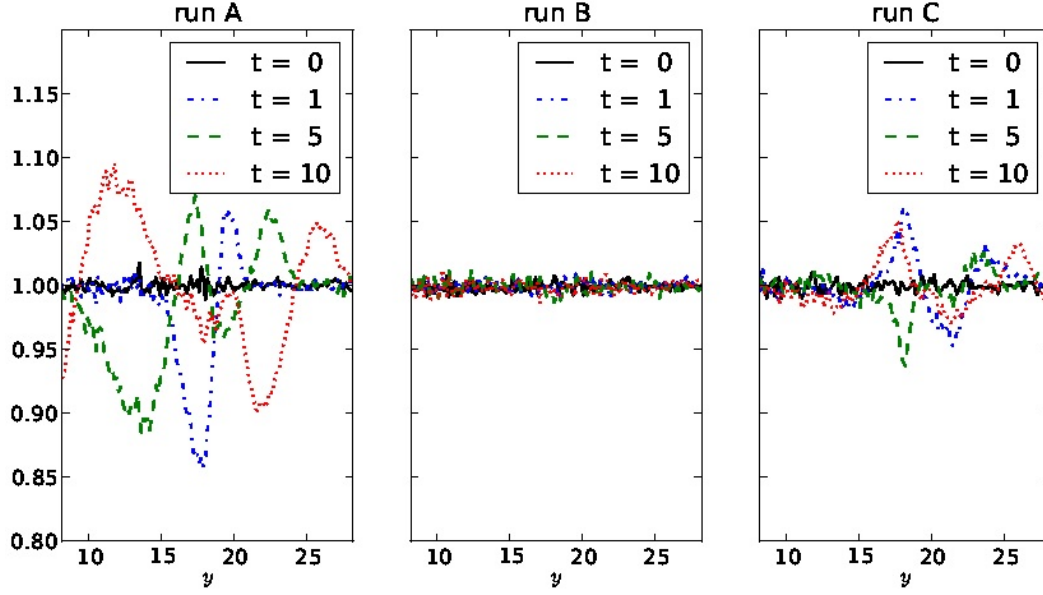 run A
run B
run C
t = 0
t = 1
t = 5
t = 10
t = 0
t = 1
t = 5
t = 10
t = 0
t = 1
t = 5
t = 10
1.15
1.10
1.05
1.00
0.95
0.90
0.85
0.80
10 15 20 25
10 15 20 25
10 15 20 25
y
y
y